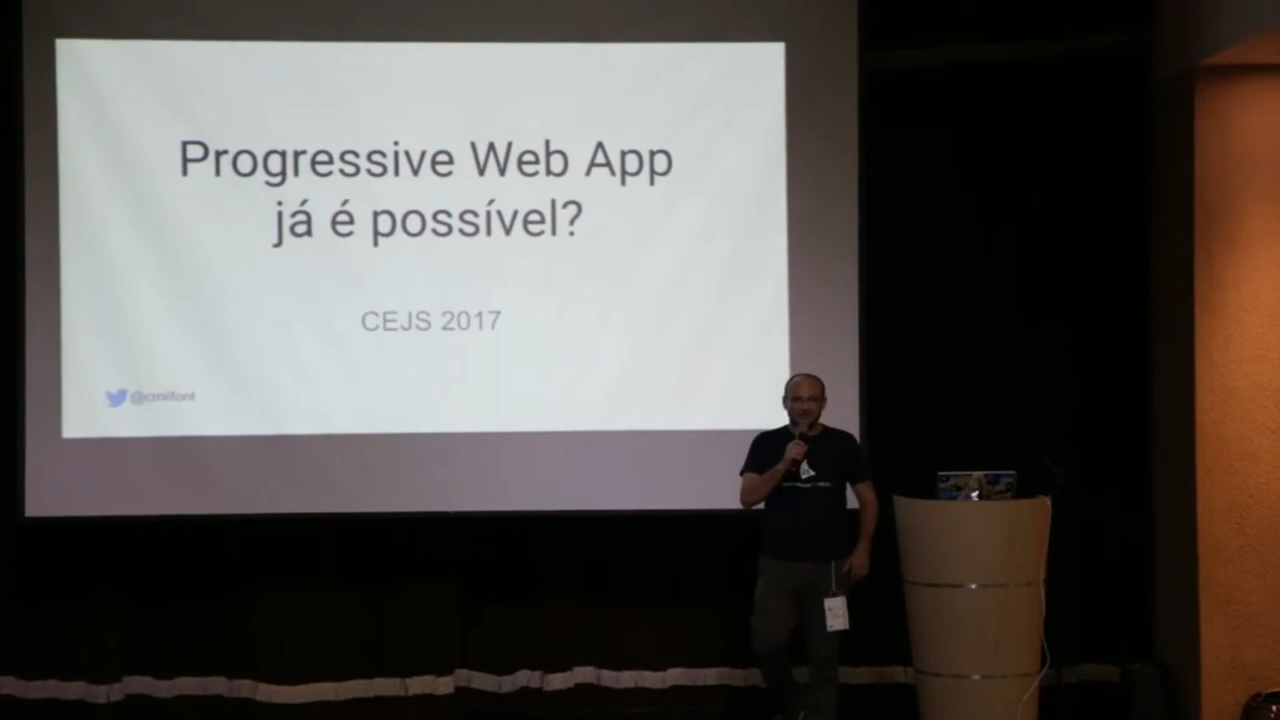 Progressive Web App
já é possível?
CEJS 2017
@cmilfont